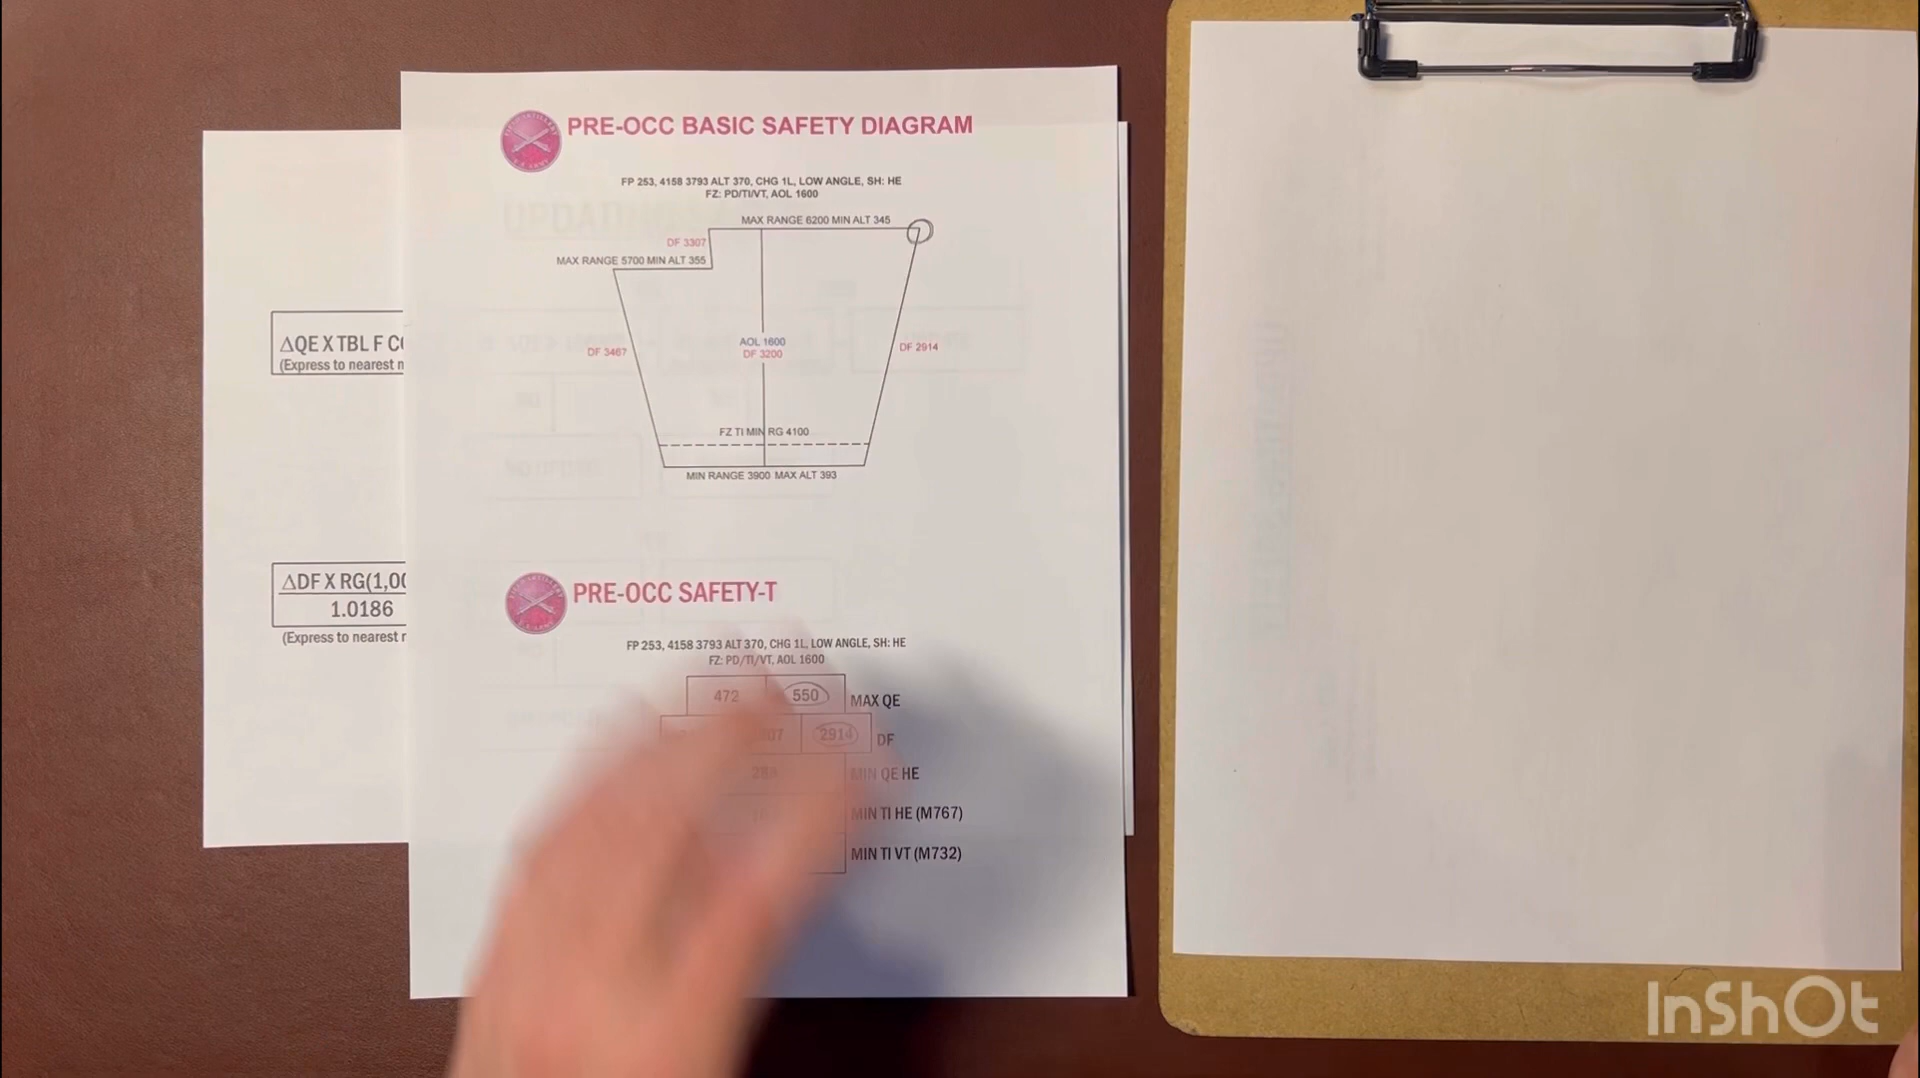 PRE-OCC BASIC SAFETY DIAGRAM
FP 253, 4158 3793 ALT 370, CHG 1L, LOW ANGLE, SH: HE
FZ: PD/TI/VT, AOL 1600
MAX RANGE 6200 MIN ALT 345
DF 3307
MAX RANGE 5700 MIN ALT 355
AOL 1600
DF 3200
DF 3467
DF 2914
FZ TI MIN RG 4100
MIN RANGE 3900 MAX ALT 393
∆QE X TBL F
(Express to nearest
∆DF X RG(1,00
1.0186
(Express to nearest
PRE-OCC SAFETY-T
FP 253, 4158 3793 ALT 370, CHG 1L, LOW ANGLE, SH: HE
FZ: PD/TI/VT, AOL 1600
472 550 MAX QE
2914 DF
MIN QE HE
MIN TI HE (M767)
MIN TI VT (M732)
InShOt